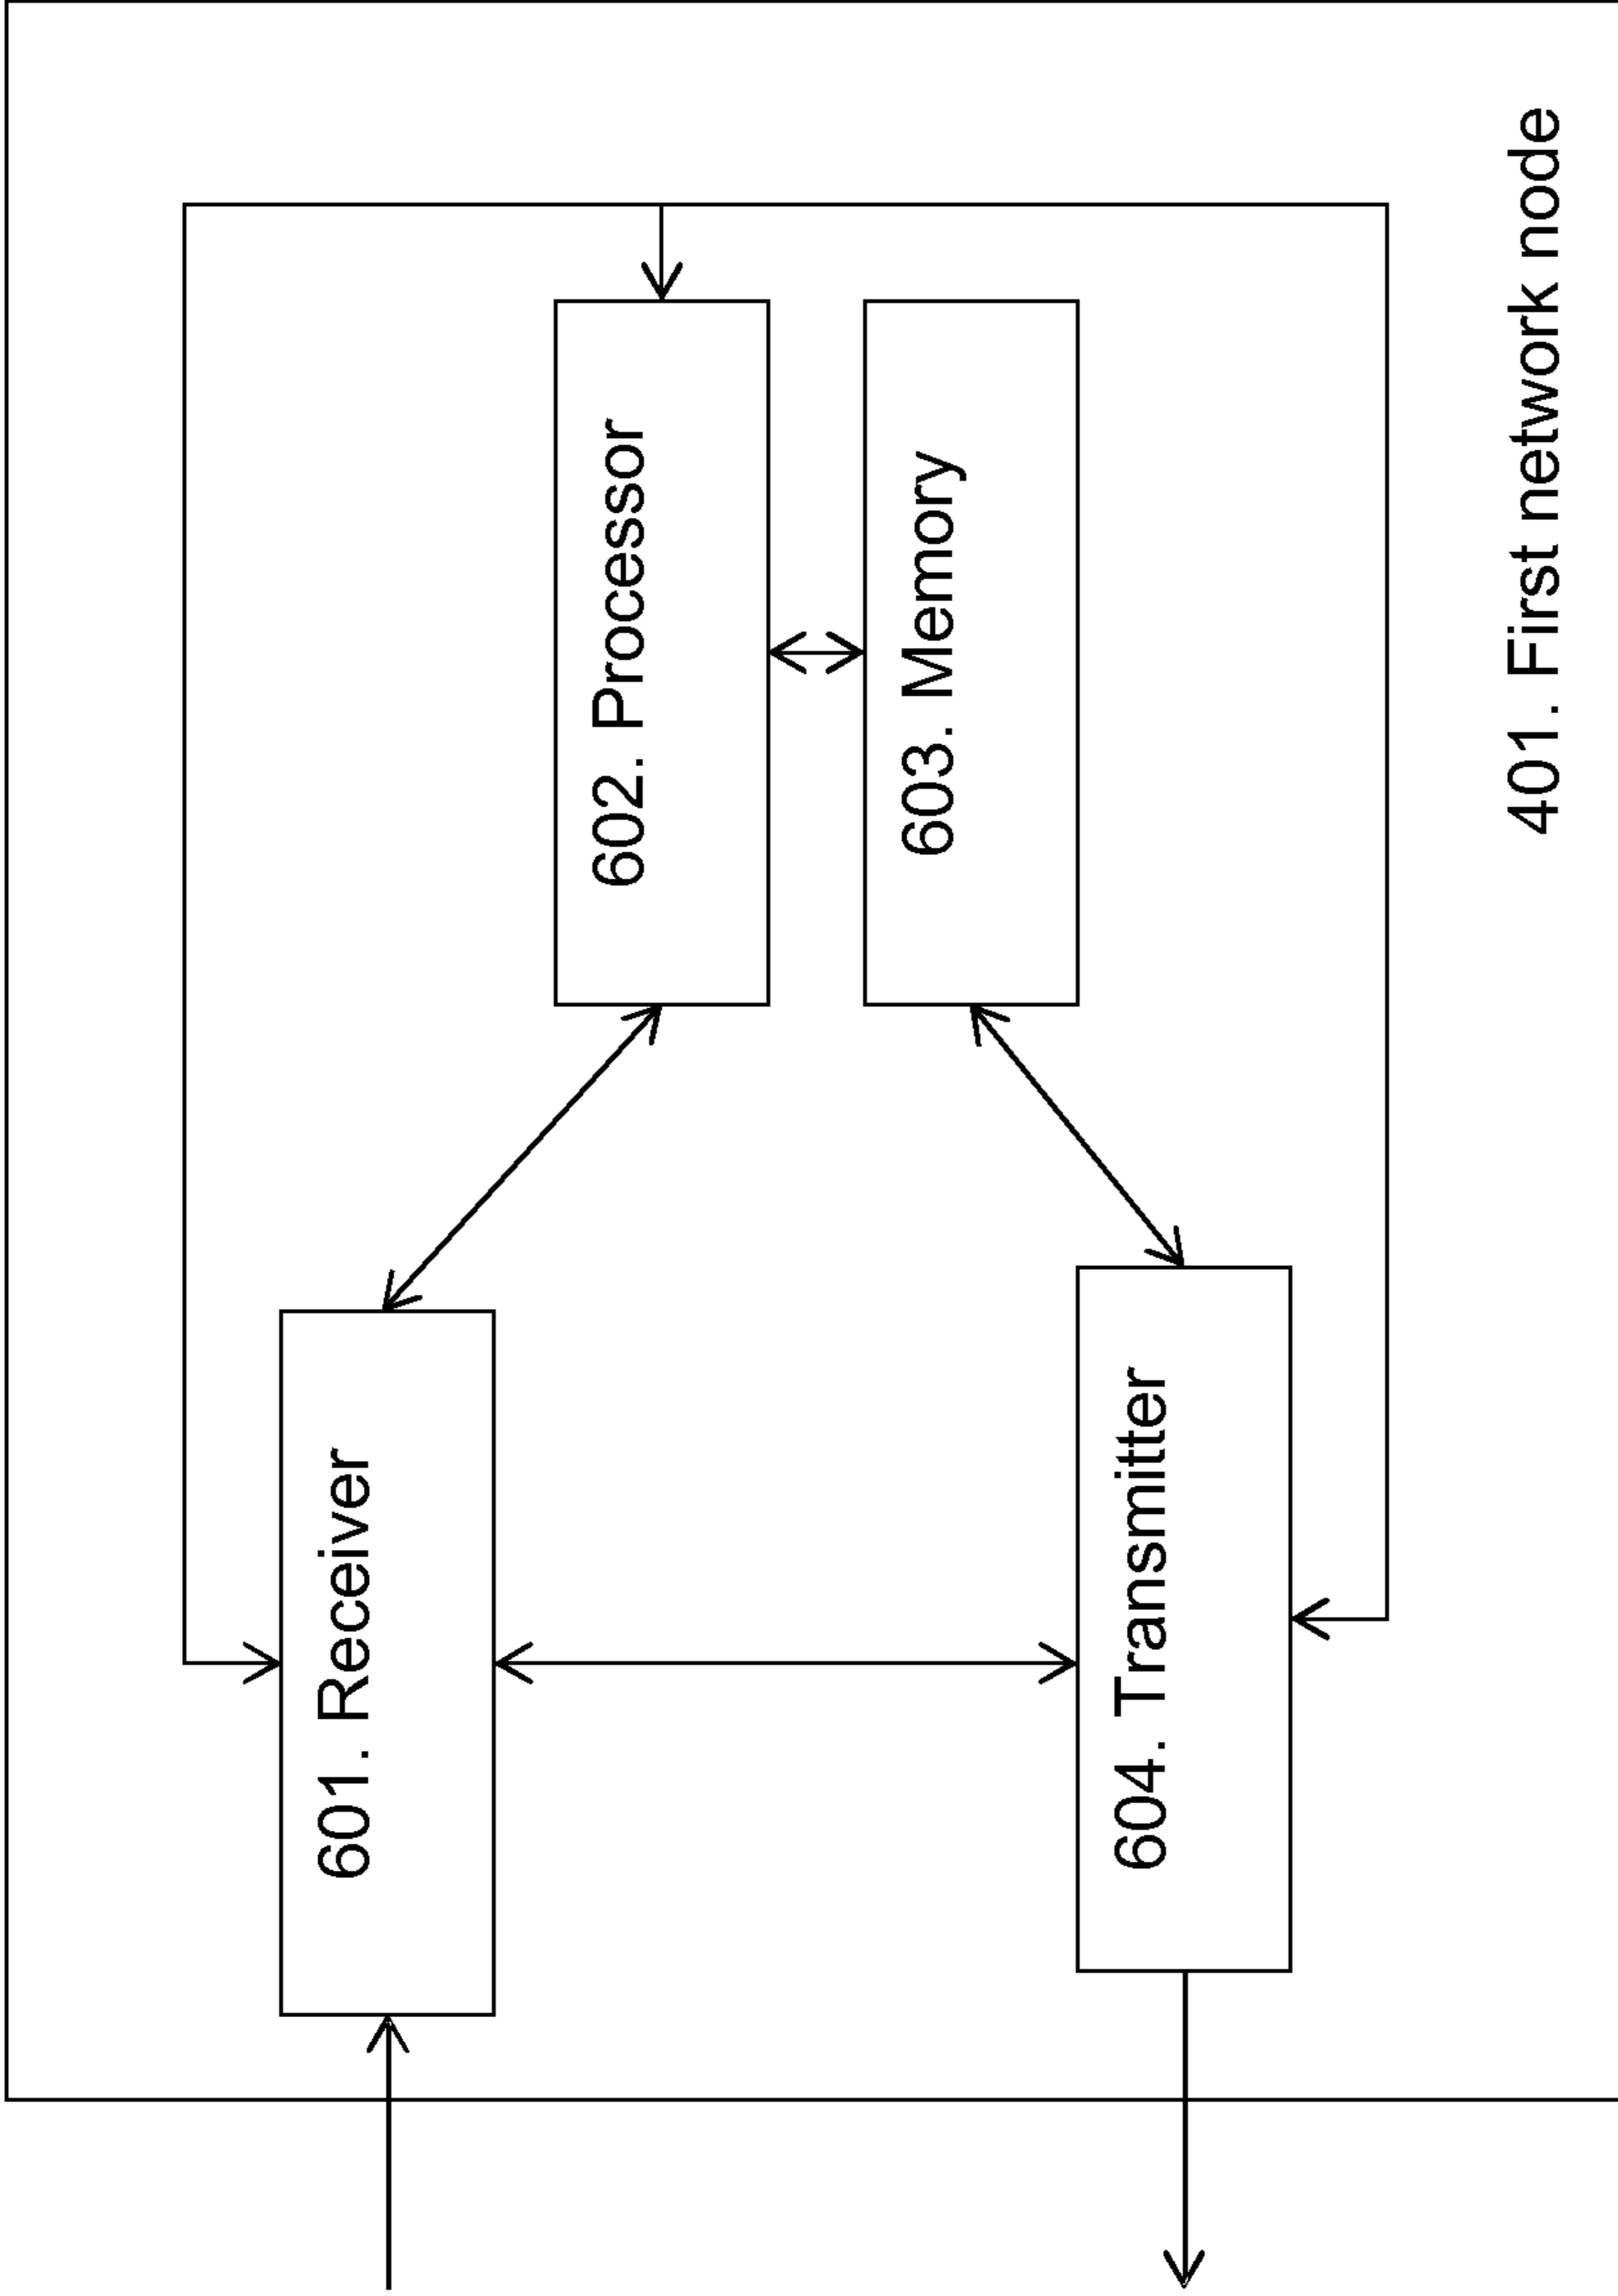 601. Receiver
602. Processor
603. Memory
604. Transmitter
401. First network node